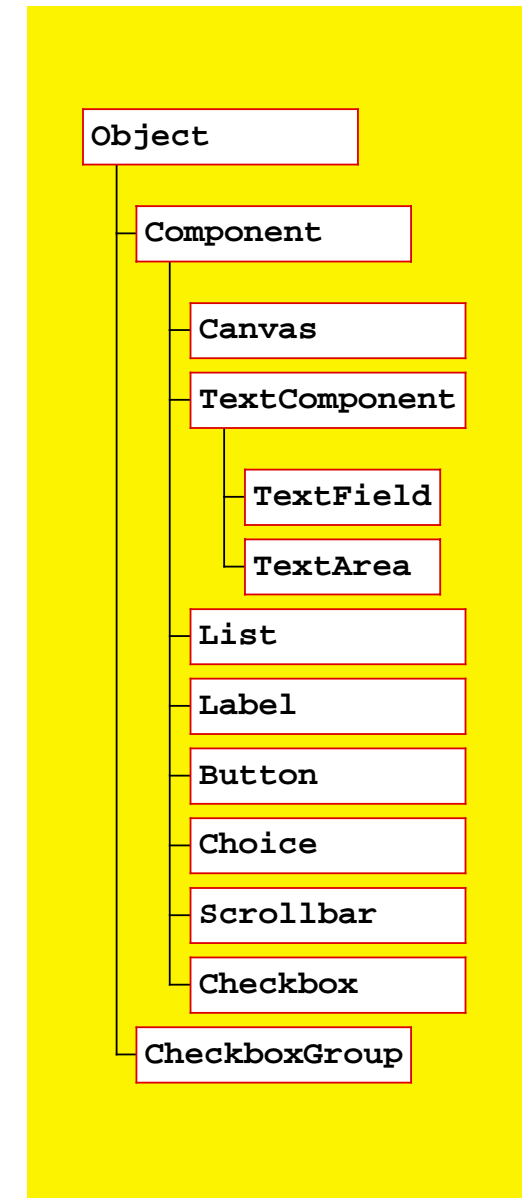 Object
Component
Canvas
TextComponent
TextField
TextArea
List
Label
Button
Choice
Scrollbar
Checkbox
CheckboxGroup